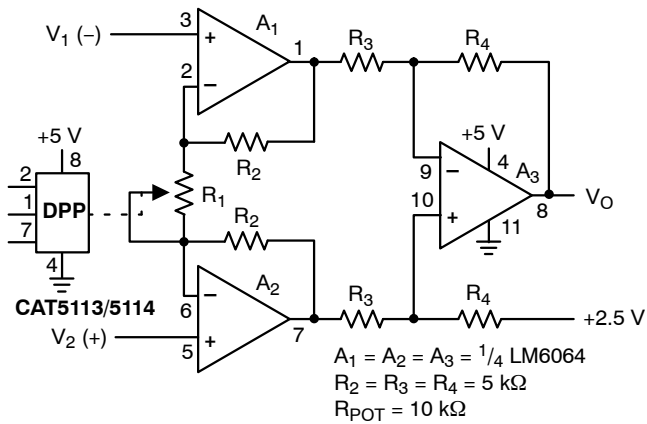 A₁
3
V₁ (−)
+
1
R₃
R₄
2
−
+5 V
8
R₂
+5 V
4
A₃
9
−
2
1
DPP
7
R₁
10
+
8
V₀
11
R₂
4
CAT5113/5114
A₂
−
6
R₃
R₄
7
+2.5 V
V₂ (+)
5
+
A₁ = A₂ = A₃ = ¹/₄ LM6064
R₂ = R₃ = R₄ = 5 kΩ
R_POT = 10 kΩ